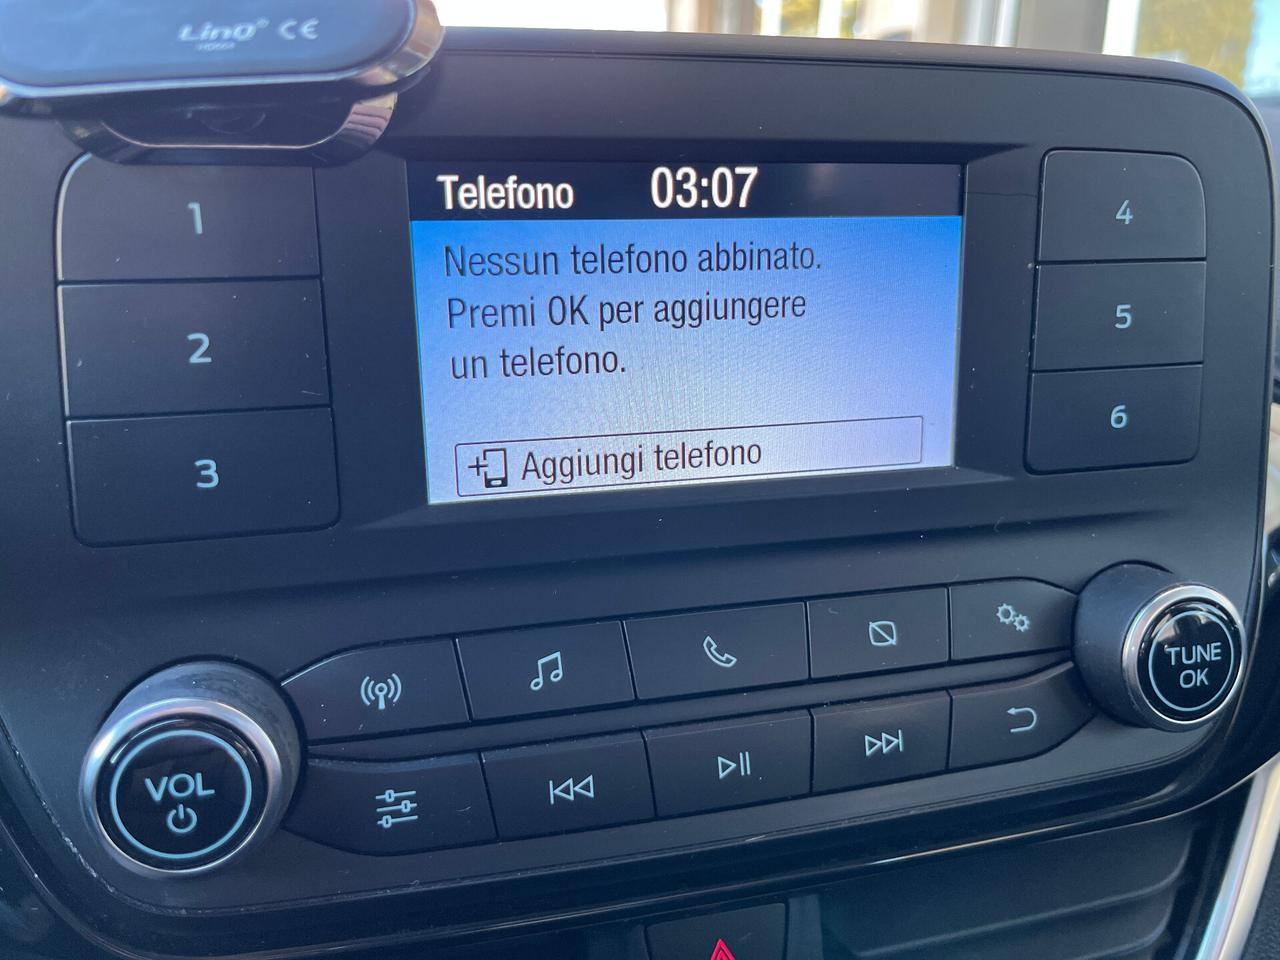 LinQ® CE
Telefono 03:07
Nessun telefono abbinato.
Premi OK per aggiungere
un telefono.
Aggiungi telefono
1
2
3
4
5
6
VOL
TUNE
OK